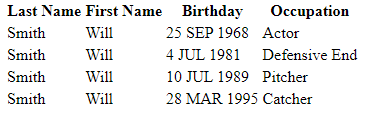 Last Name First Name Birthday Occupation
Smith Will 25 SEP 1968 Actor
Smith Will 4 JUL 1981 Defensive End
Smith Will 10 JUL 1989 Pitcher
Smith Will 28 MAR 1995 Catcher